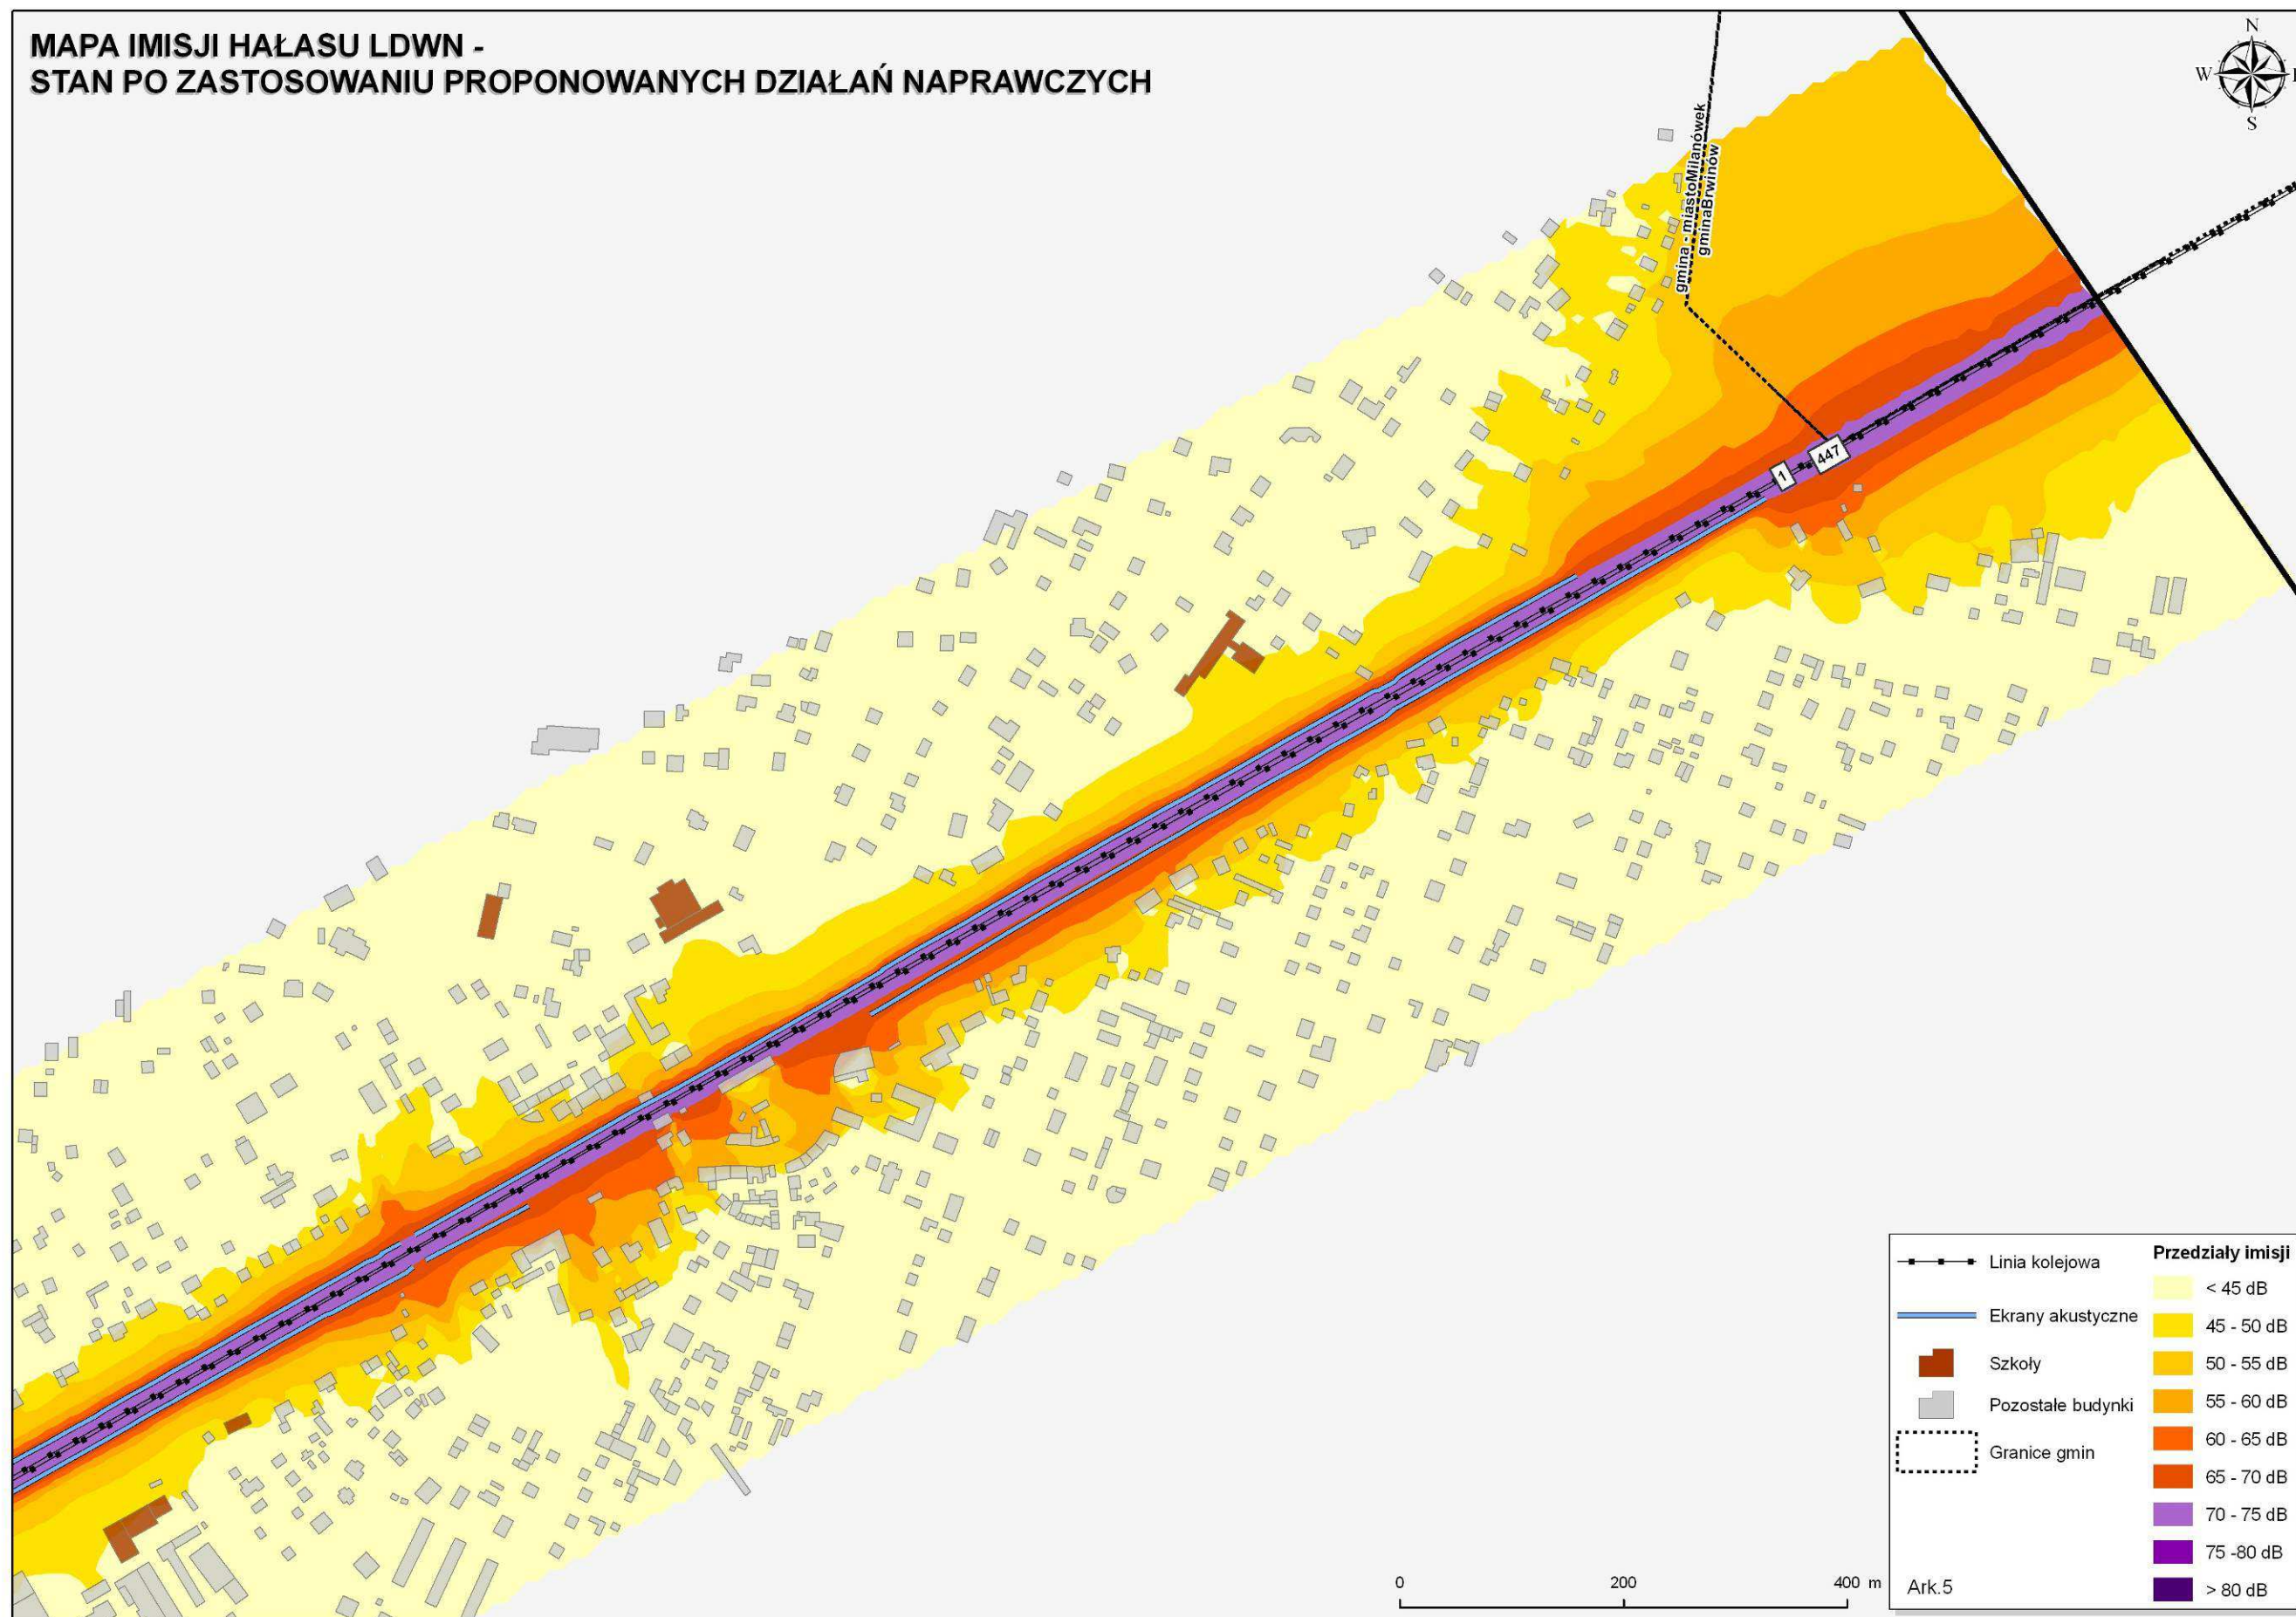 MAPA IMISJI HAŁASU LDWN -
STAN PO ZASTOSOWANIU PROPONOWANYCH DZIAŁAŃ NAPRAWCZYCH
N
W
S
gmina - miastoMilanówek
gminaBrwinów
1
447
Linia kolejowa
Ekrany akustyczne
Szkoły
Pozostałe budynki
Granice gmin
Ark.5
Przedziały imisji
< 45 dB
45 - 50 dB
50 - 55 dB
55 - 60 dB
60 - 65 dB
65 - 70 dB
70 - 75 dB
75 -80 dB
> 80 dB
0 200 400 m